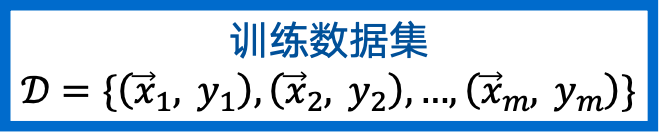 训练数据集
𝒟 = {(x⃗₁, y₁), (x⃗₂, y₂), ..., (x⃗ₘ, yₘ)}